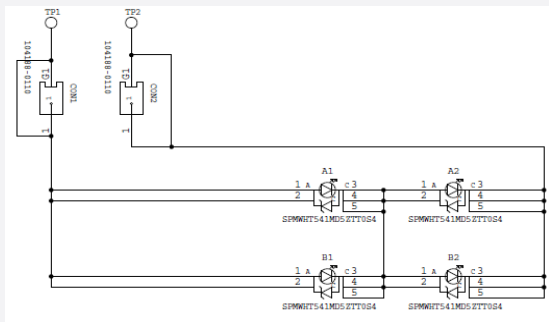 TP1
TP2
104188-0110
G1
1
CON1
1
104188-0110
G1
1
CON2
1
A1
1 A C 3
2 4
5
SPMWHT541MD5ZTT0S4
A2
1 A C 3
2 4
5
SPMWHT541MD5ZTT0S4
B1
1 A C 3
2 4
5
SPMWHT541MD5ZTT0S4
B2
1 A C 3
2 4
5
SPMWHT541MD5ZTT0S4